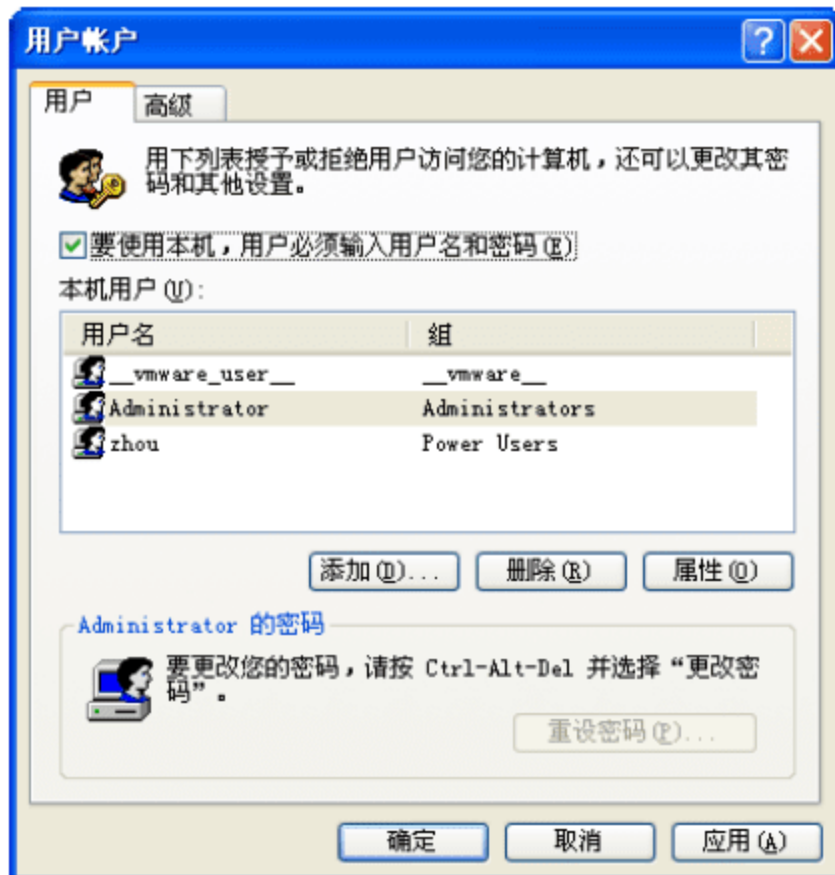 用户帐户
用户 高级
用下列表授予或拒绝用户访问您的计算机，还可以更改其密
码和其他设置。
要使用本机，用户必须输入用户名和密码(E)
本机用户(U):
用户名 组
__vmware_user__ __vmware__
Administrator Administrators
zhou Power Users
添加(D)... 删除(R) 属性(O)
Administrator 的密码
要更改您的密码，请按 Ctrl-Alt-Del 并选择“更改密
码”。
重设密码(P)...
确定 取消 应用(A)